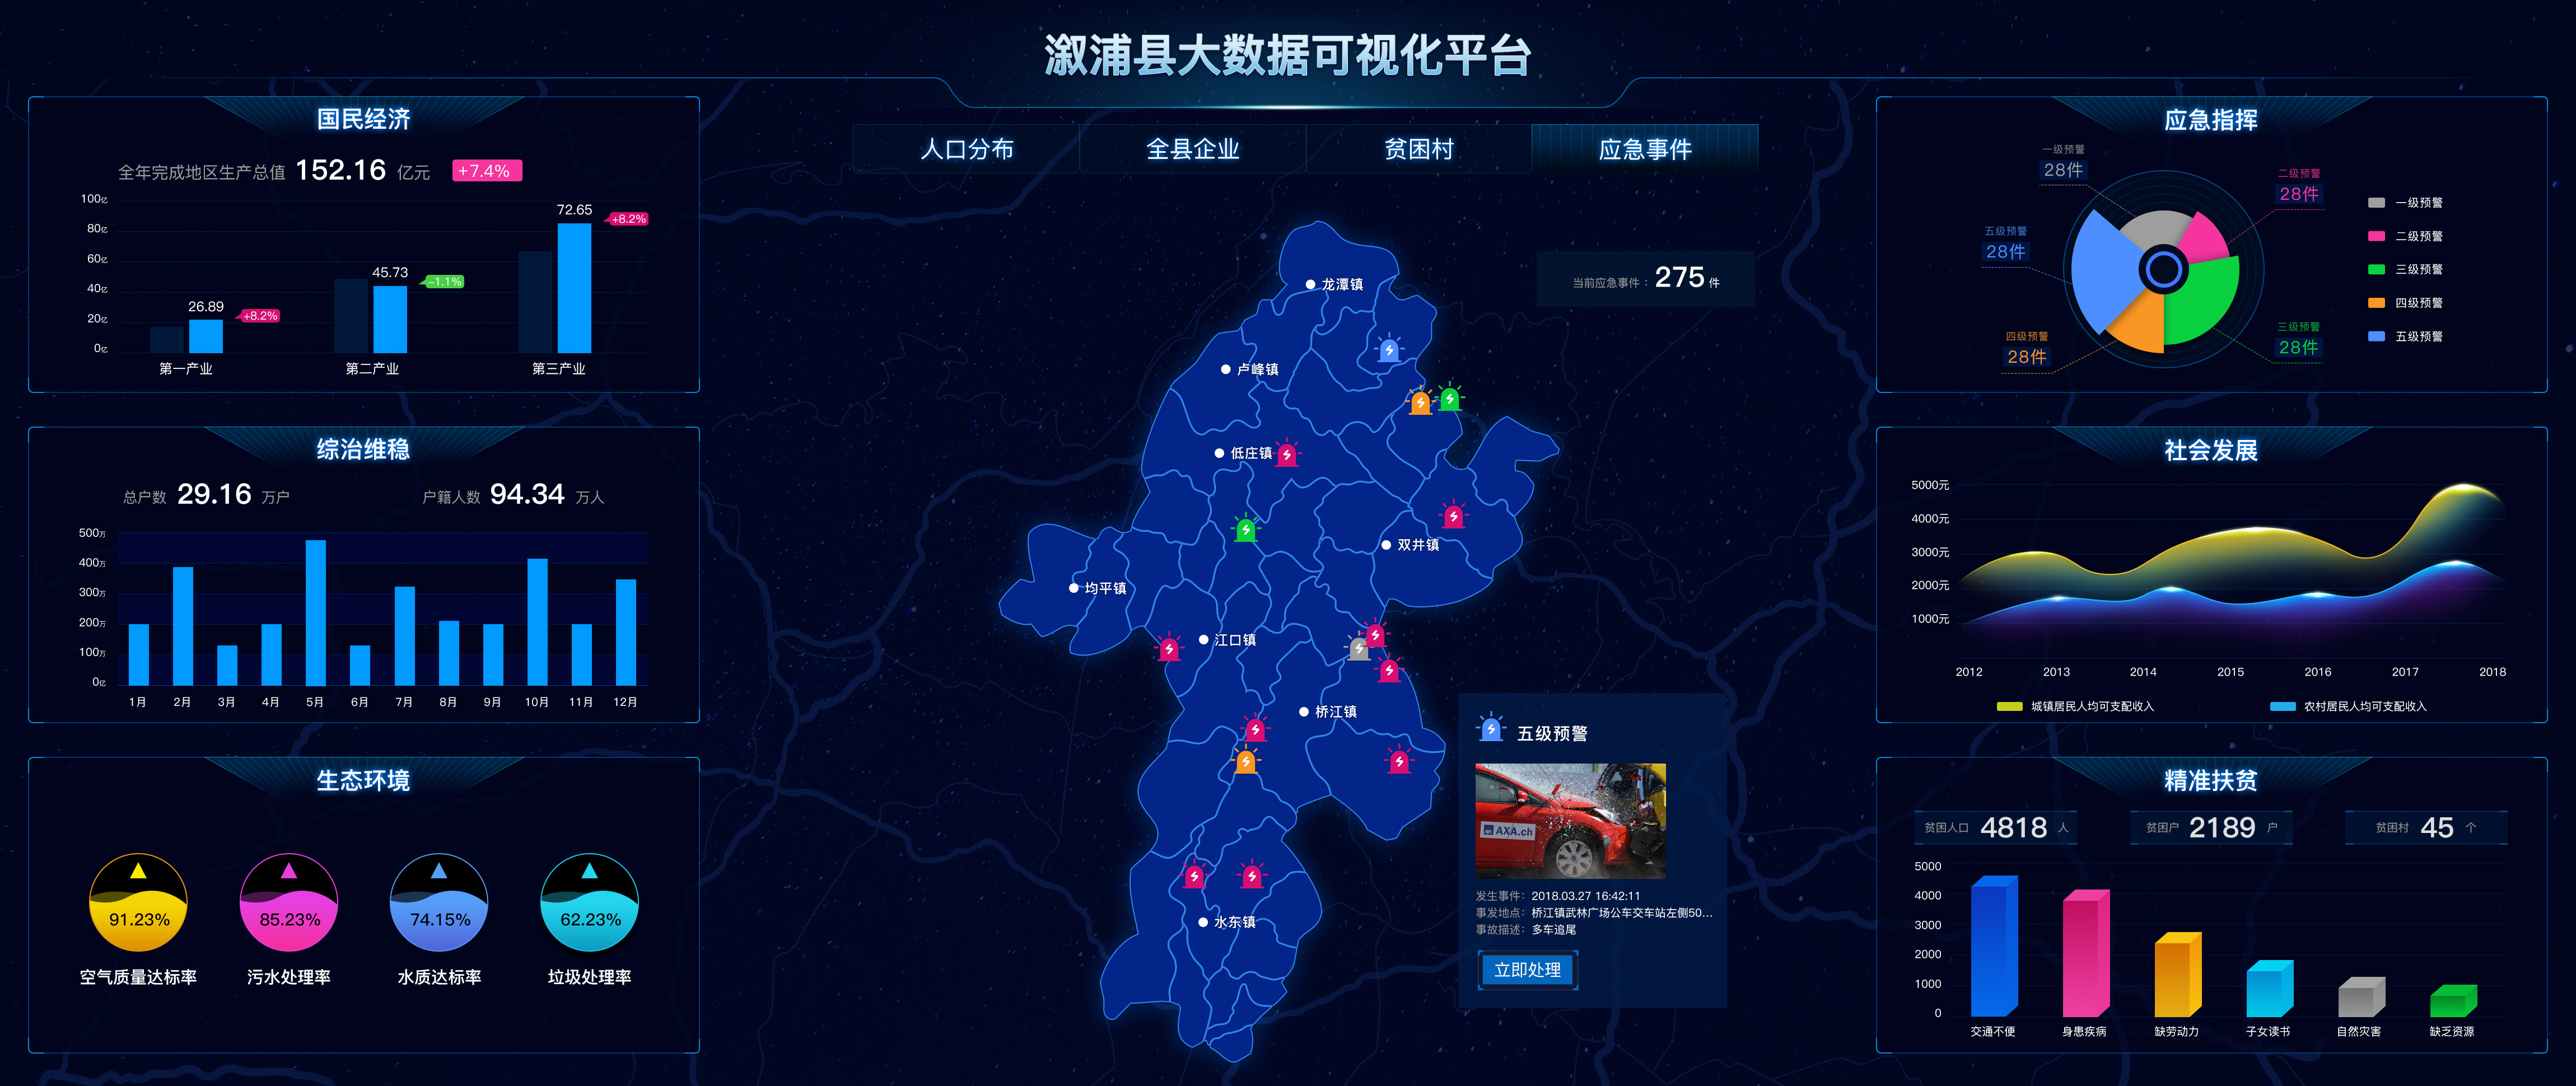 溆浦县大数据可视化平台
人口分布
全县企业
贫困村
应急事件
国民经济
全年完成地区生产总值 152.16 亿元 +7.4%
100亿
80亿
60亿
40亿
20亿
0亿
26.89
+8.2%
45.73
-1.1%
72.65
+8.2%
第一产业 第二产业 第三产业
综治维稳
总户数 29.16 万户
户籍人数 94.34 万人
500万
400万
300万
200万
100万
0亿
1月 2月 3月 4月 5月 6月 7月 8月 9月 10月 11月 12月
生态环境
91.23%
85.23%
74.15%
62.23%
空气质量达标率
污水处理率
水质达标率
垃圾处理率
当前应急事件： 275 件
龙潭镇
卢峰镇
低庄镇
双井镇
均平镇
江口镇
桥江镇
水东镇
五级预警
AXA.ch
发生事件：2018.03.27 16:42:11
事发地点：桥江镇武林广场公车交车站左侧50...
事故描述：多车追尾
立即处理
应急指挥
一级预警
28件
二级预警
28件
五级预警
28件
三级预警
28件
四级预警
28件
一级预警
二级预警
三级预警
四级预警
五级预警
社会发展
5000元
4000元
3000元
2000元
1000元
2012 2013 2014 2015 2016 2017 2018
城镇居民人均可支配收入
农村居民人均可支配收入
精准扶贫
贫困人口 4818 人
贫困户 2189 户
贫困村 45 个
5000
4000
3000
2000
1000
0
交通不便 身患疾病 缺劳动力 子女读书 自然灾害 缺乏资源